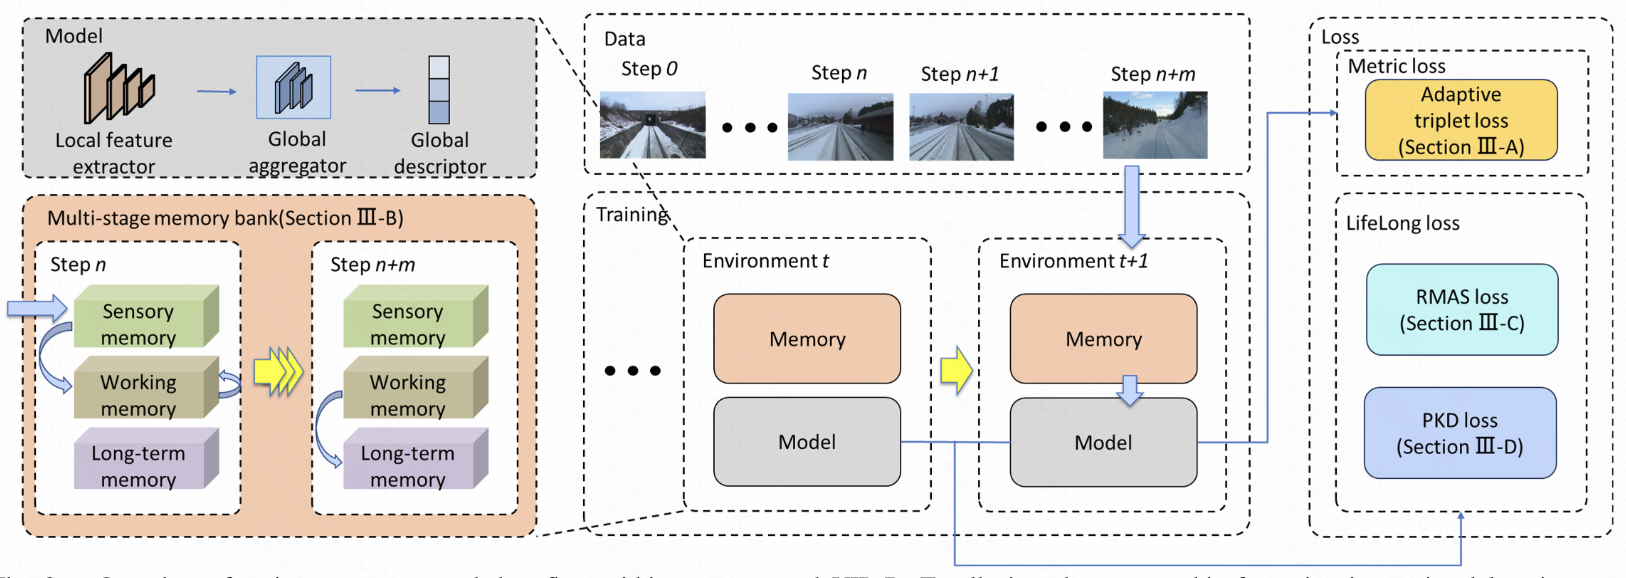 Model
Local feature
extractor
Global
aggregator
Global
descriptor
Multi-stage memory bank(Section Ⅲ-B)
Step n
Sensory
memory
Working
memory
Long-term
memory
Step n+m
Sensory
memory
Working
memory
Long-term
memory
Data
Step 0
Step n
Step n+1
Step n+m
Training
Environment t
Memory
Model
Environment t+1
Memory
Model
Loss
Metric loss
Adaptive
triplet loss
(Section Ⅲ-A)
LifeLong loss
RMAS loss
(Section Ⅲ-C)
PKD loss
(Section Ⅲ-D)